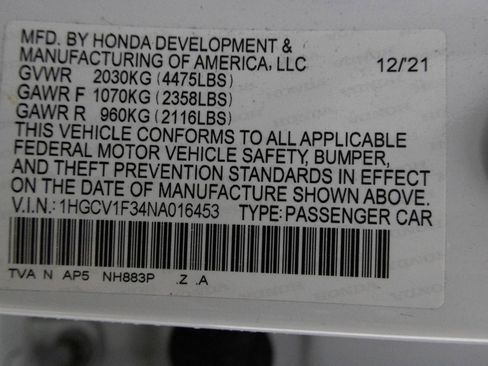 MFD. BY HONDA DEVELOPMENT &
MANUFACTURING OF AMERICA, LLC 12/'21
GVWR 2030KG (4475LBS)
GAWR F 1070KG (2358LBS)
GAWR R 960KG (2116LBS)
THIS VEHICLE CONFORMS TO ALL APPLICABLE
FEDERAL MOTOR VEHICLE SAFETY, BUMPER,
AND THEFT PREVENTION STANDARDS IN EFFECT
ON THE DATE OF MANUFACTURE SHOWN ABOVE.
V.I.N.: 1HGCV1F34NA016453 TYPE: PASSENGER CAR
TVA N AP5 NH883P .Z .A